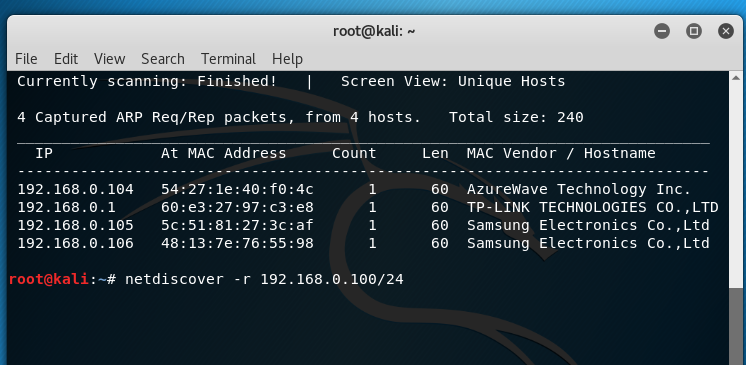 root@kali: ~
File Edit View Search Terminal Help
Currently scanning: Finished!   |   Screen View: Unique Hosts
4 Captured ARP Req/Rep packets, from 4 hosts.   Total size: 240
_____________________________________________________________________________
IP            At MAC Address     Count     Len  MAC Vendor / Hostname
-----------------------------------------------------------------------------
192.168.0.104   54:27:1e:40:f0:4c      1      60  AzureWave Technology Inc.
192.168.0.1     60:e3:27:97:c3:e8      1      60  TP-LINK TECHNOLOGIES CO.,LTD
192.168.0.105   5c:51:81:27:3c:af      1      60  Samsung Electronics Co.,Ltd
192.168.0.106   48:13:7e:76:55:98      1      60  Samsung Electronics Co.,Ltd
root@kali:~# netdiscover -r 192.168.0.100/24